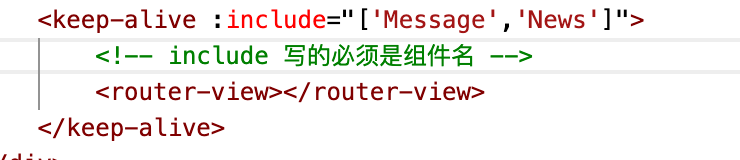 <keep-alive :include="['Message','News']">
<!-- include 写的必须是组件名 -->
<router-view></router-view>
</keep-alive>